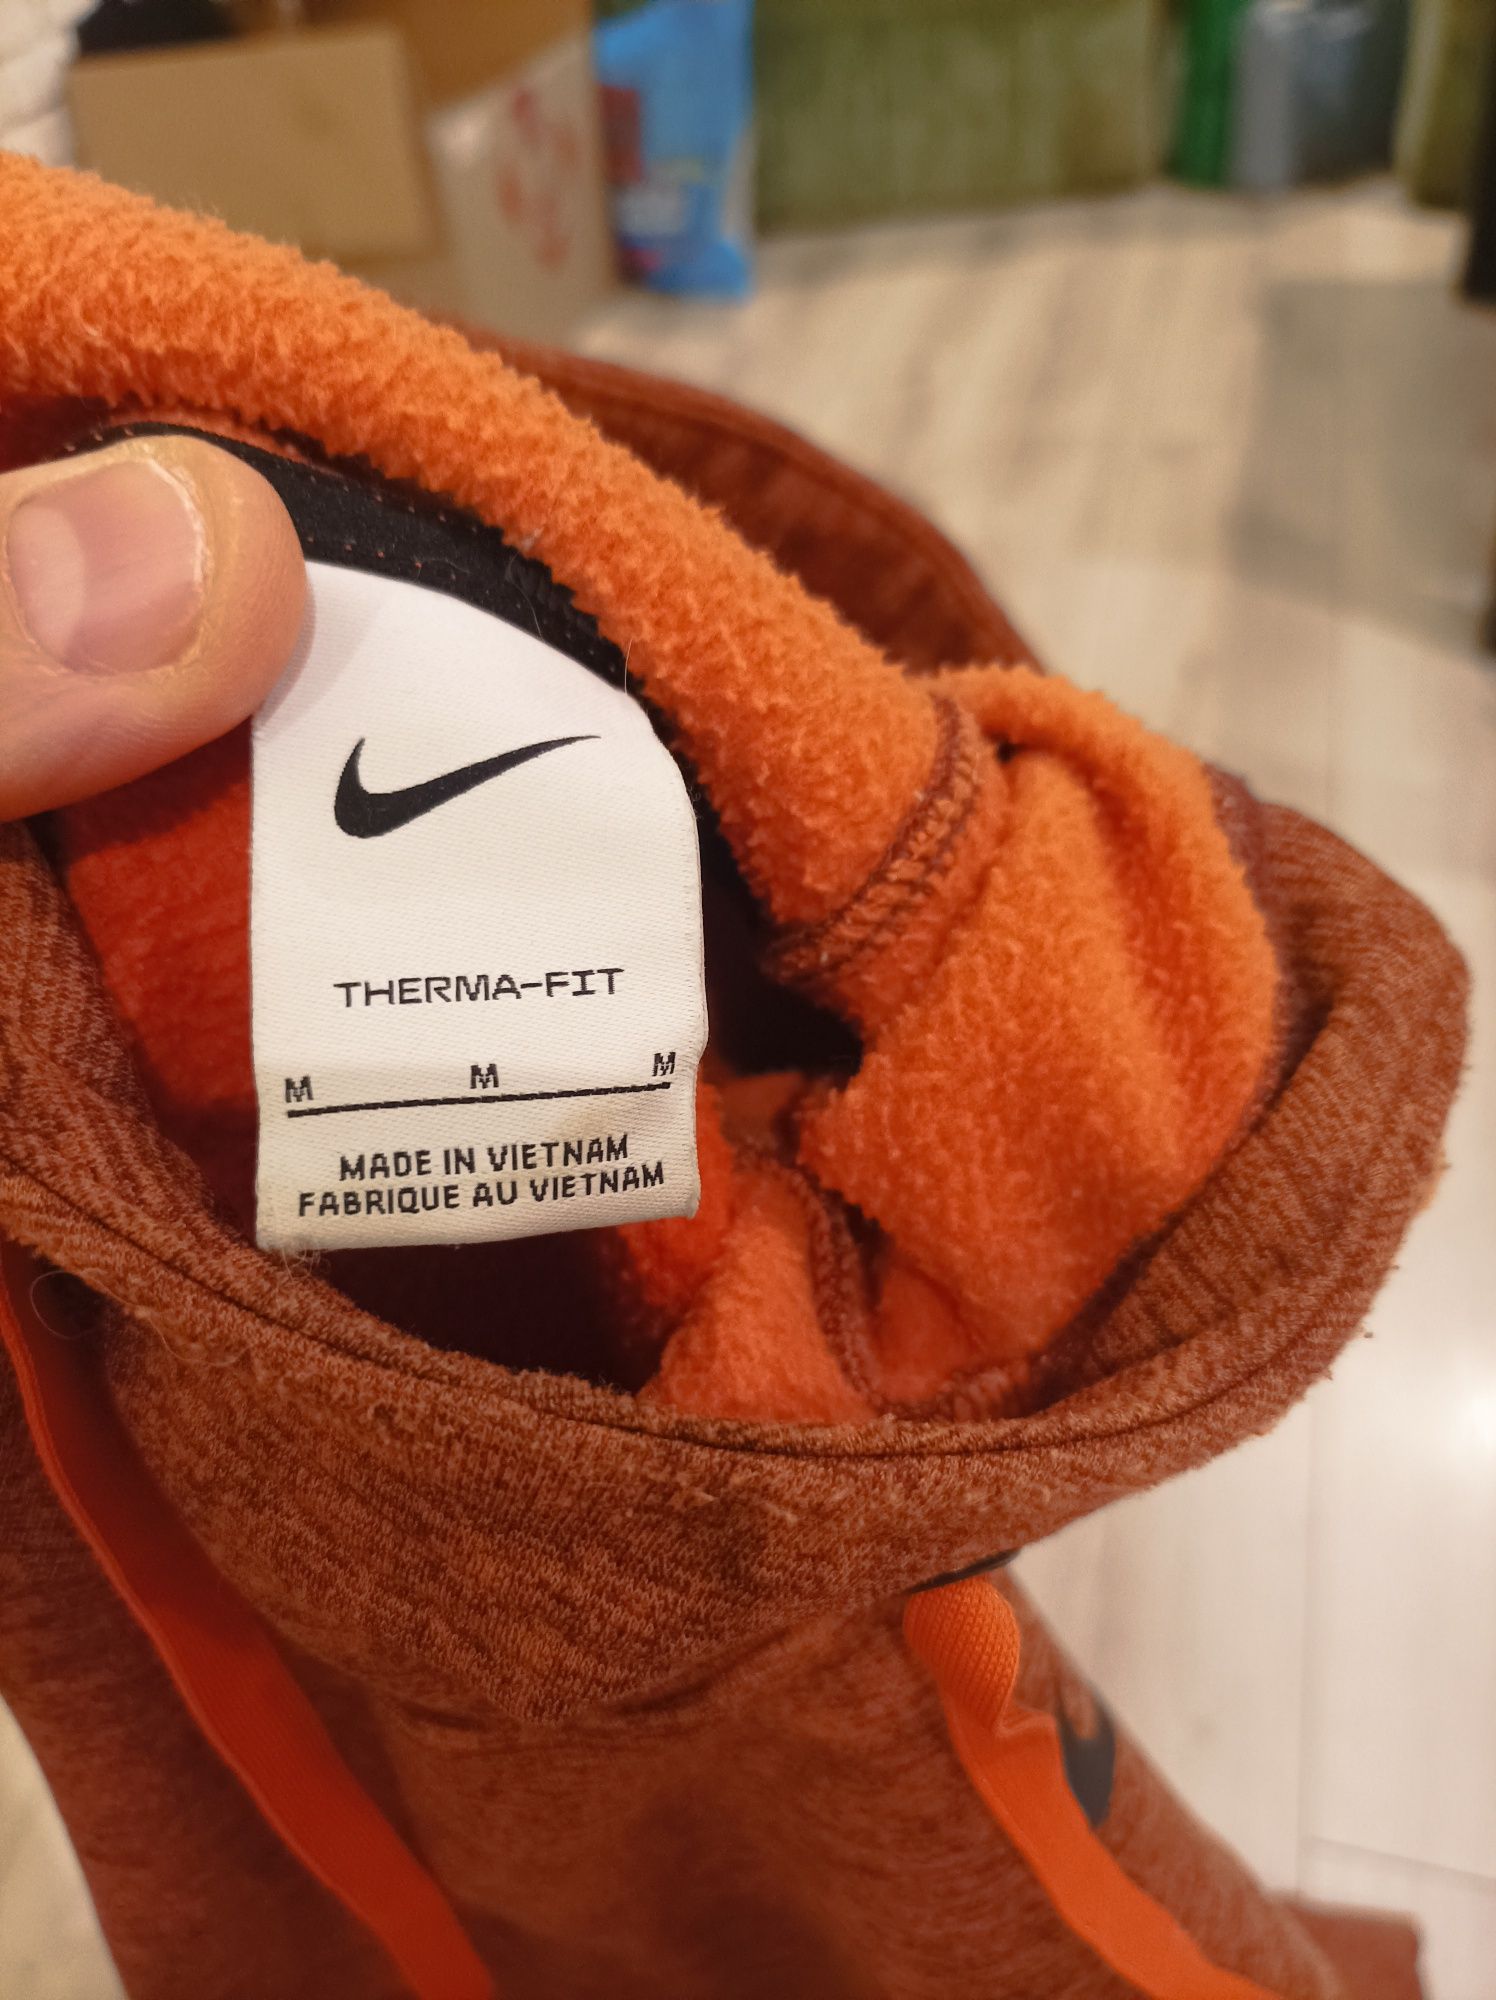 THERMA-FIT
M M M
MADE IN VIETNAM
FABRIQUE AU VIETNAM